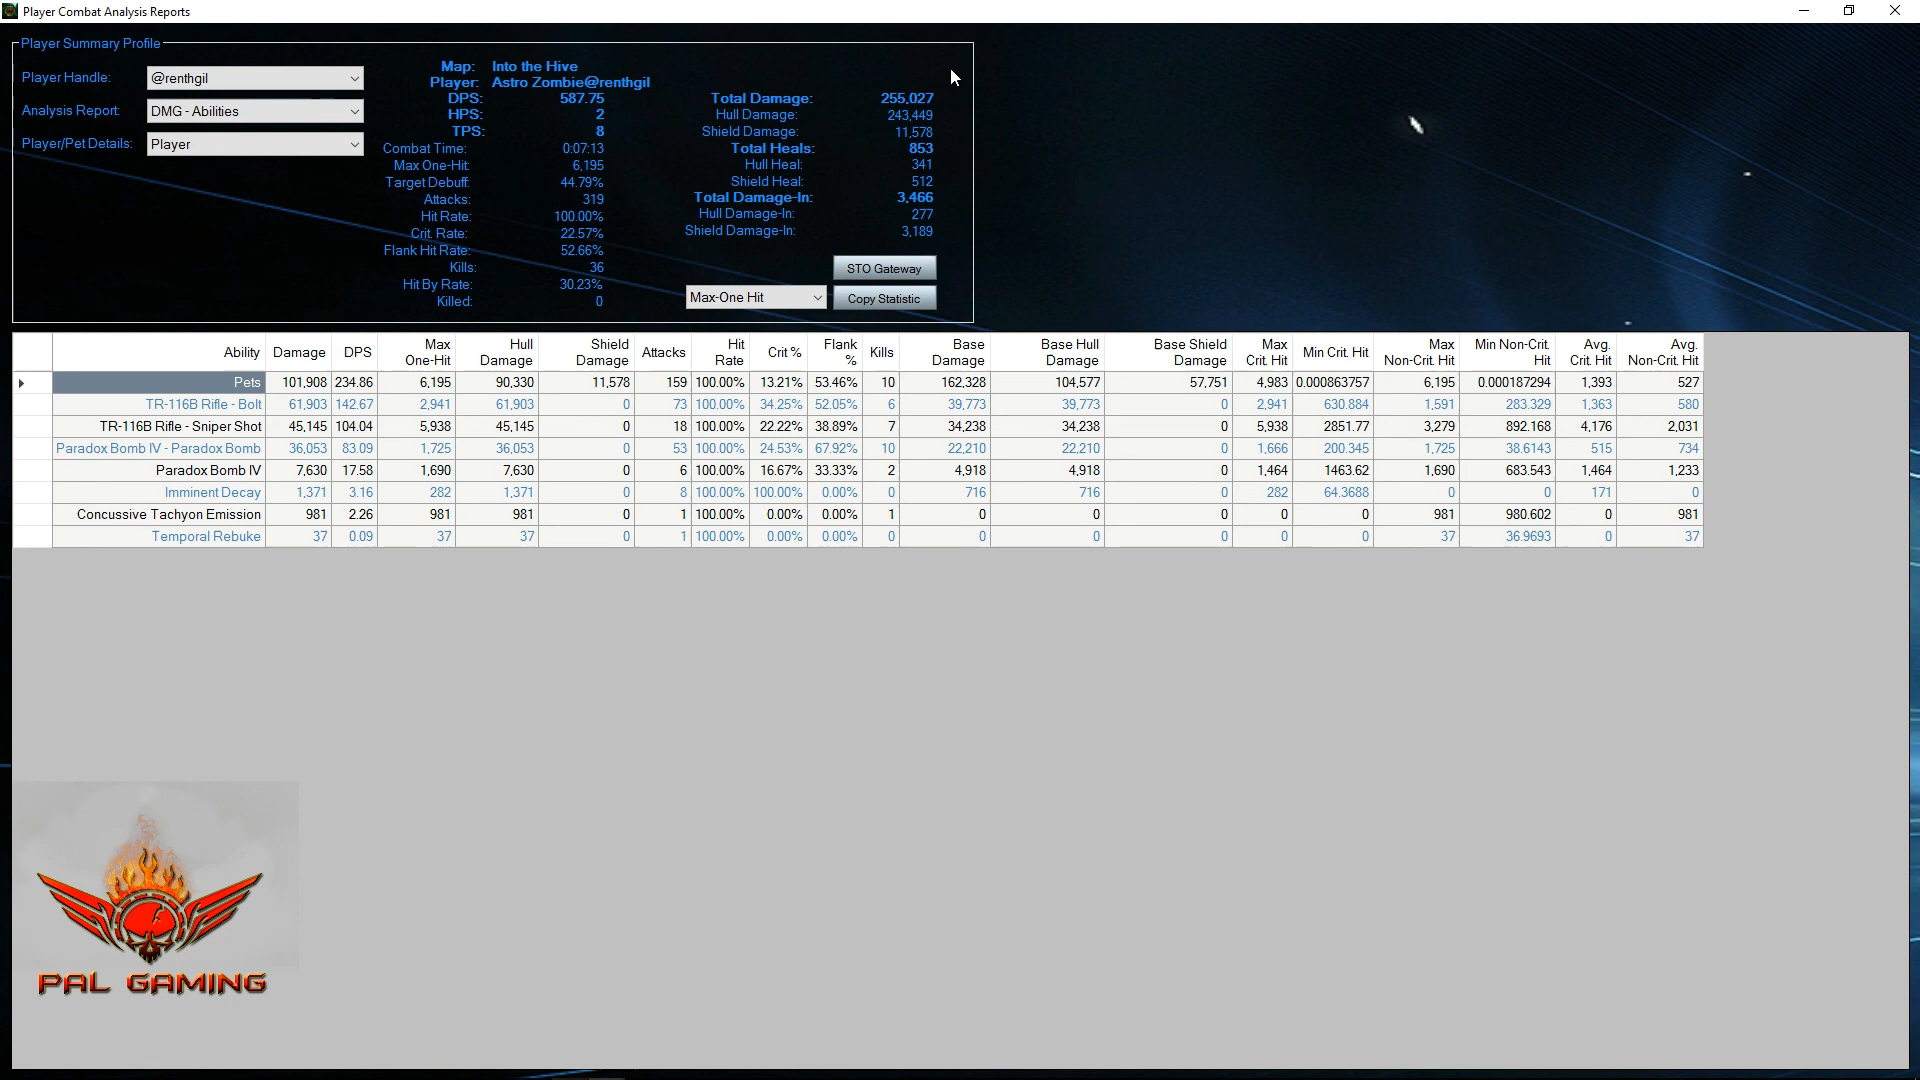 Player Combat Analysis Reports
Player Summary Profile
Player Handle: @renthgil
Analysis Report: DMG - Abilities
Player/Pet Details: Player
Map: Into the Hive
Player: Astro Zombie@renthgil
DPS: 587.75
HPS: 2
TPS: 8
Combat Time: 0:07:13
Max One-Hit: 6,195
Target Debuff: 44.79%
Attacks: 319
Hit Rate: 100.00%
Crit. Rate: 22.57%
Flank Hit Rate: 52.66%
Kills: 36
Hit By Rate: 30.23%
Killed: 0
Total Damage: 255,027
Hull Damage: 243,449
Shield Damage: 11,578
Total Heals: 853
Hull Heal: 341
Shield Heal: 512
Total Damage-In: 3,466
Hull Damage-In: 277
Shield Damage-In: 3,189
STO Gateway
Max-One Hit Copy Statistic
Ability Damage DPS Max One-Hit Hull Damage Shield Damage Attacks Hit Rate Crit % Flank % Kills Base Damage Base Hull Damage Base Shield Damage Max Crit. Hit Min Crit. Hit Max Non-Crit. Hit Min Non-Crit. Hit Avg. Crit. Hit Avg. Non-Crit. Hit
Pets 101,908 234.86 6,195 90,330 11,578 159 100.00% 13.21% 53.46% 10 162,328 104,577 57,751 4,983 0.000863757 6,195 0.000187294 1,393 527
TR-116B Rifle - Bolt 61,903 142.67 2,941 61,903 0 73 100.00% 34.25% 52.05% 6 39,773 39,773 0 2,941 630.884 1,591 283.329 1,363 580
TR-116B Rifle - Sniper Shot 45,145 104.04 5,938 45,145 0 18 100.00% 22.22% 38.89% 7 34,238 34,238 0 5,938 2851.77 3,279 892.168 4,176 2,031
Paradox Bomb IV - Paradox Bomb 36,053 83.09 1,725 36,053 0 53 100.00% 24.53% 67.92% 10 22,210 22,210 0 1,666 200.345 1,725 38.6143 515 734
Paradox Bomb IV 7,630 17.58 1,690 7,630 0 6 100.00% 16.67% 33.33% 2 4,918 4,918 0 1,464 1463.62 1,690 683.543 1,464 1,233
Imminent Decay 1,371 3.16 282 1,371 0 8 100.00% 100.00% 0.00% 0 716 716 0 282 64.3688 0 0 171 0
Concussive Tachyon Emission 981 2.26 981 981 0 1 100.00% 0.00% 0.00% 1 0 0 0 0 0 981 980.602 0 981
Temporal Rebuke 37 0.09 37 37 0 1 100.00% 0.00% 0.00% 0 0 0 0 0 0 37 36.9693 0 37
PAL GAMING